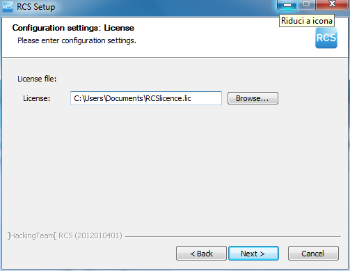 RCS Setup
Riduci a icona
Configuration settings: License
Please enter configuration settings.
RCS
License file:
License: C:\Users\Documents\RCSlicence.lic Browse...
]HackingTeam[ RCS (2012010401)
< Back Next > Cancel